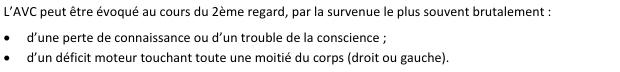 L’AVC peut être évoqué au cours du 2ème regard, par la survenue le plus souvent brutalement :
• d’une perte de connaissance ou d’un trouble de la conscience ;
• d’un déficit moteur touchant toute une moitié du corps (droit ou gauche).